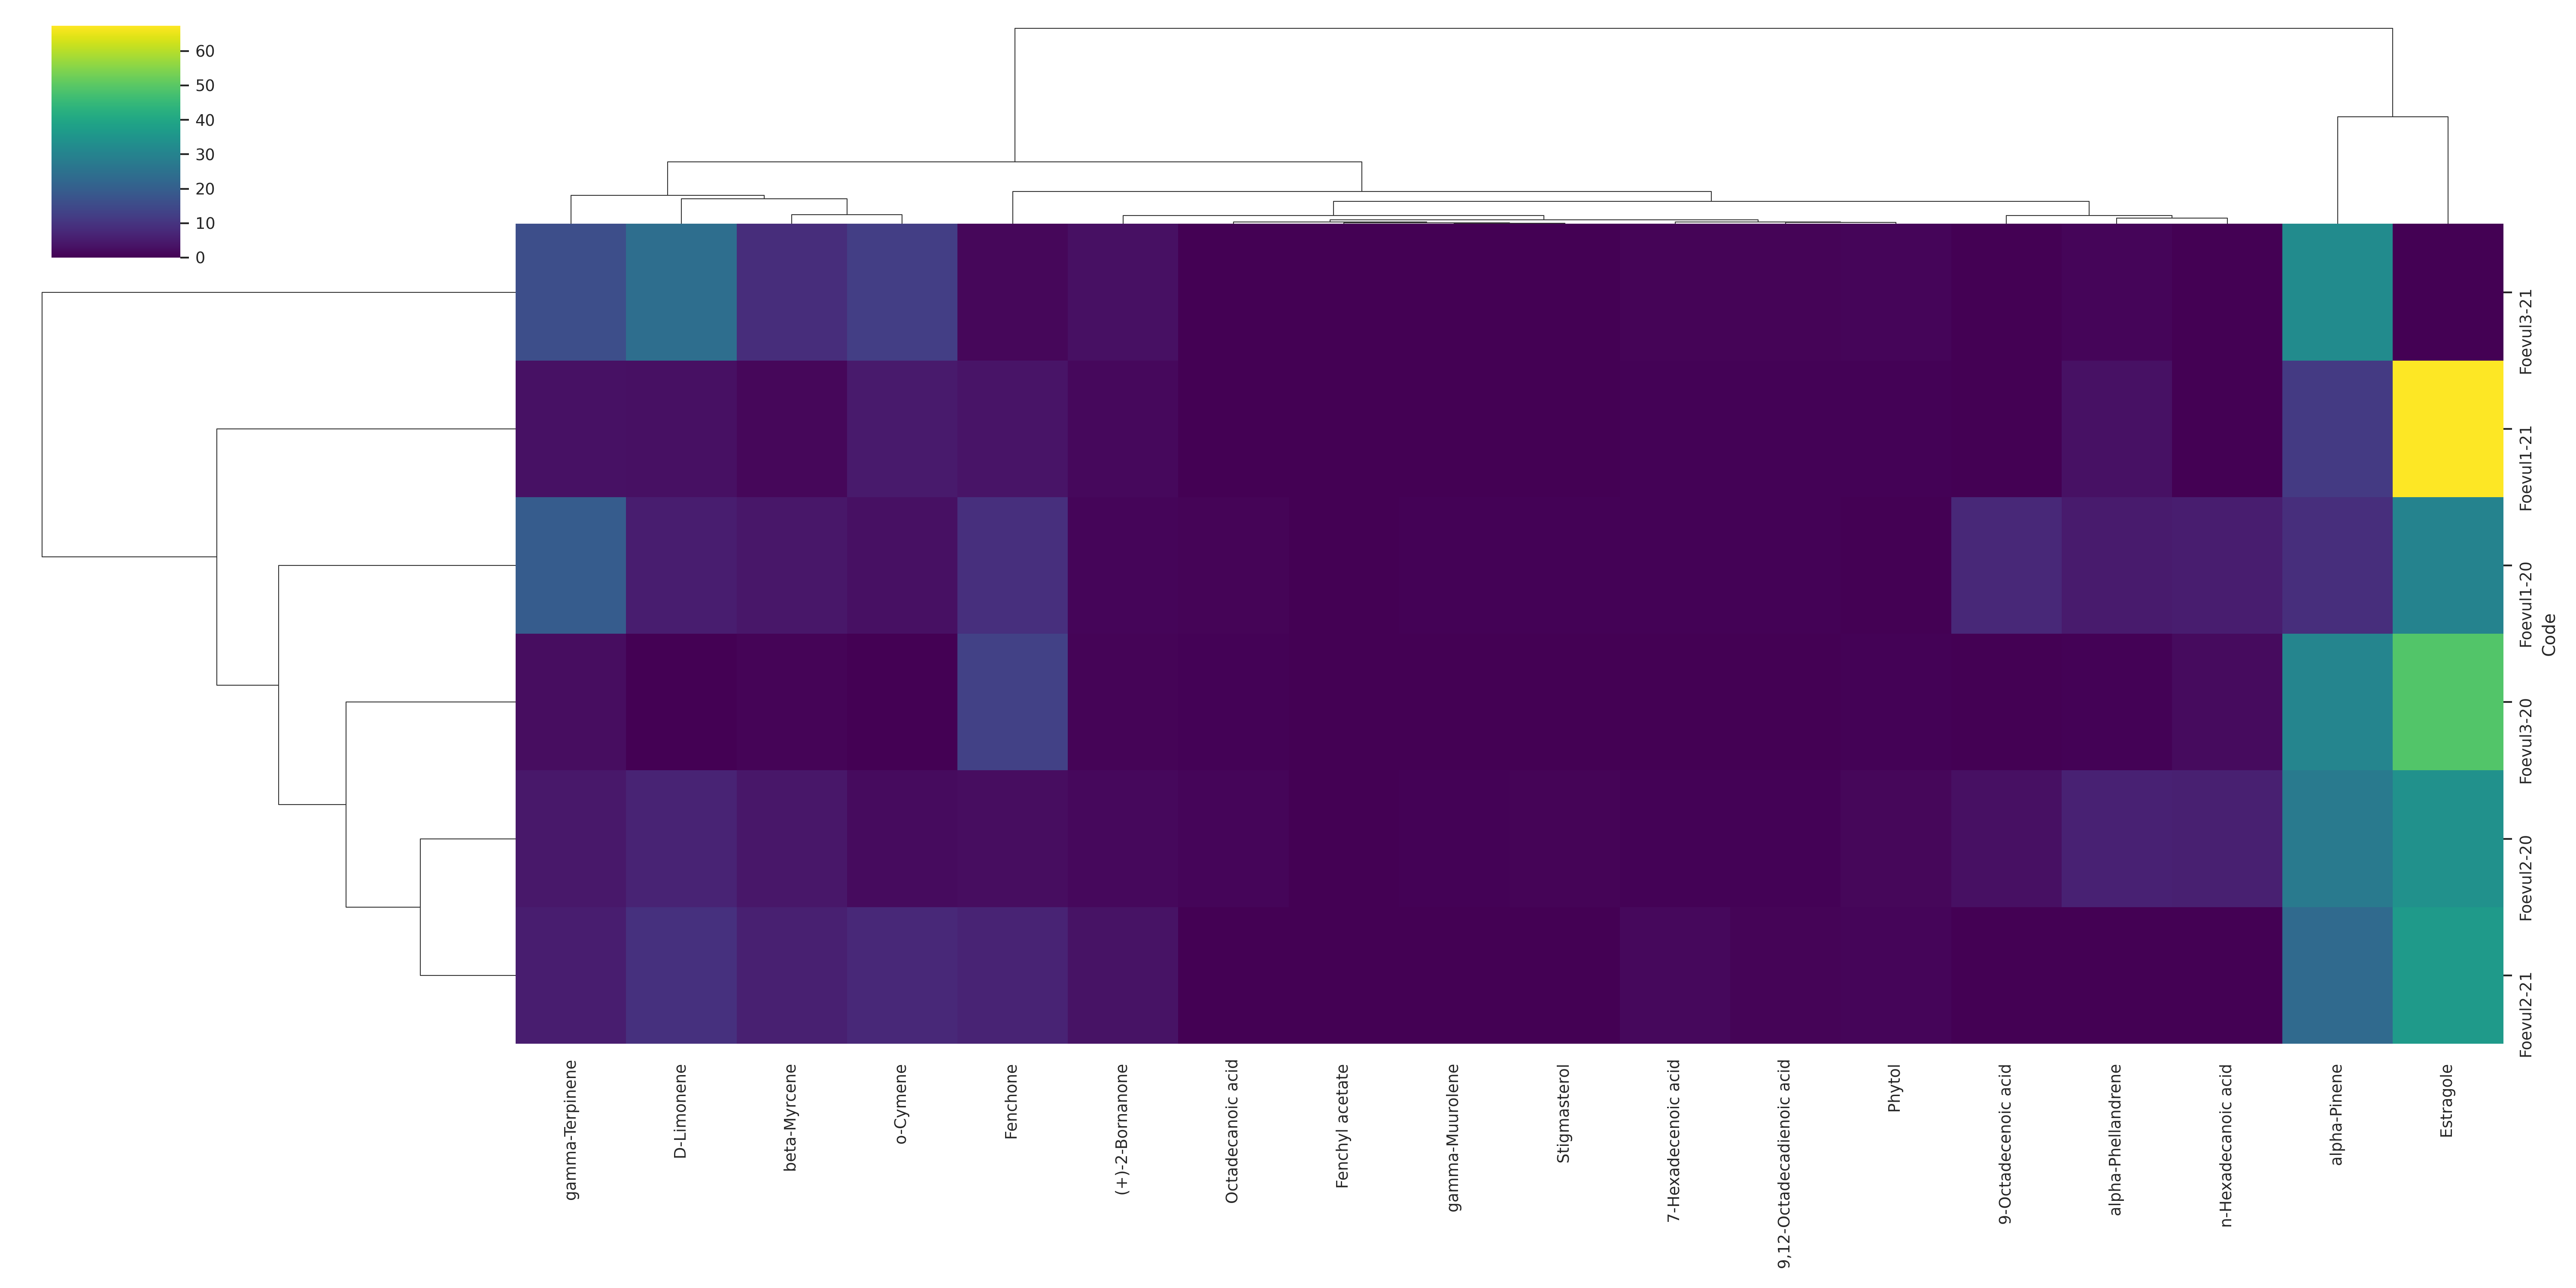 60
50
40
30
20
10
0
Foevul3-21
Foevul1-21
Foevul1-20
Foevul3-20
Foevul2-20
Foevul2-21
Code
gamma-Terpinene
D-Limonene
beta-Myrcene
o-Cymene
Fenchone
(+)-2-Bornanone
Octadecanoic acid
Fenchyl acetate
gamma-Muurolene
Stigmasterol
7-Hexadecenoic acid
9,12-Octadecadienoic acid
Phytol
9-Octadecenoic acid
alpha-Phellandrene
n-Hexadecanoic acid
alpha-Pinene
Estragole